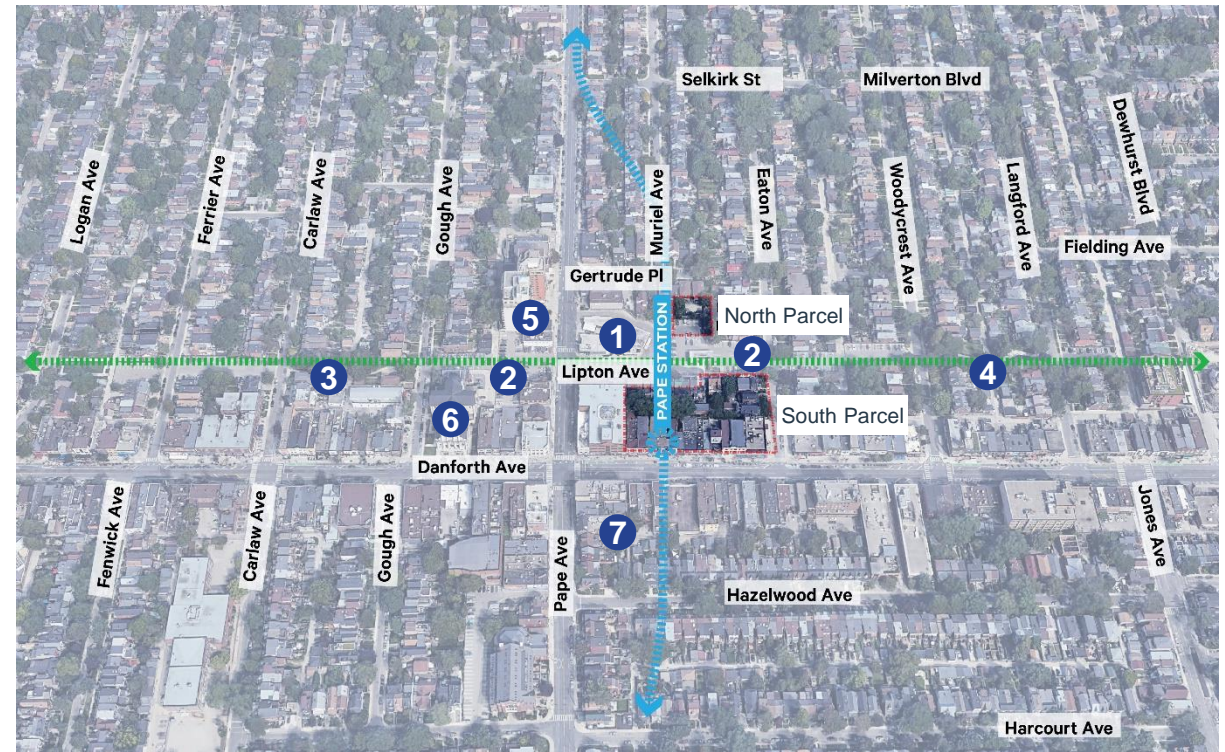 Selkirk St
Milverton Blvd
Dewhurst Blvd
Logan Ave
Ferrier Ave
Carlaw Ave
Gough Ave
Muriel Ave
Eaton Ave
Woodycrest Ave
Langford Ave
Fielding Ave
Gertrude Pl
North Parcel
PAPE STATION
5
1
2
3
2
Lipton Ave
4
6
South Parcel
Danforth Ave
Fenwick Ave
Carlaw Ave
Gough Ave
Pape Ave
7
Jones Ave
Hazelwood Ave
Harcourt Ave